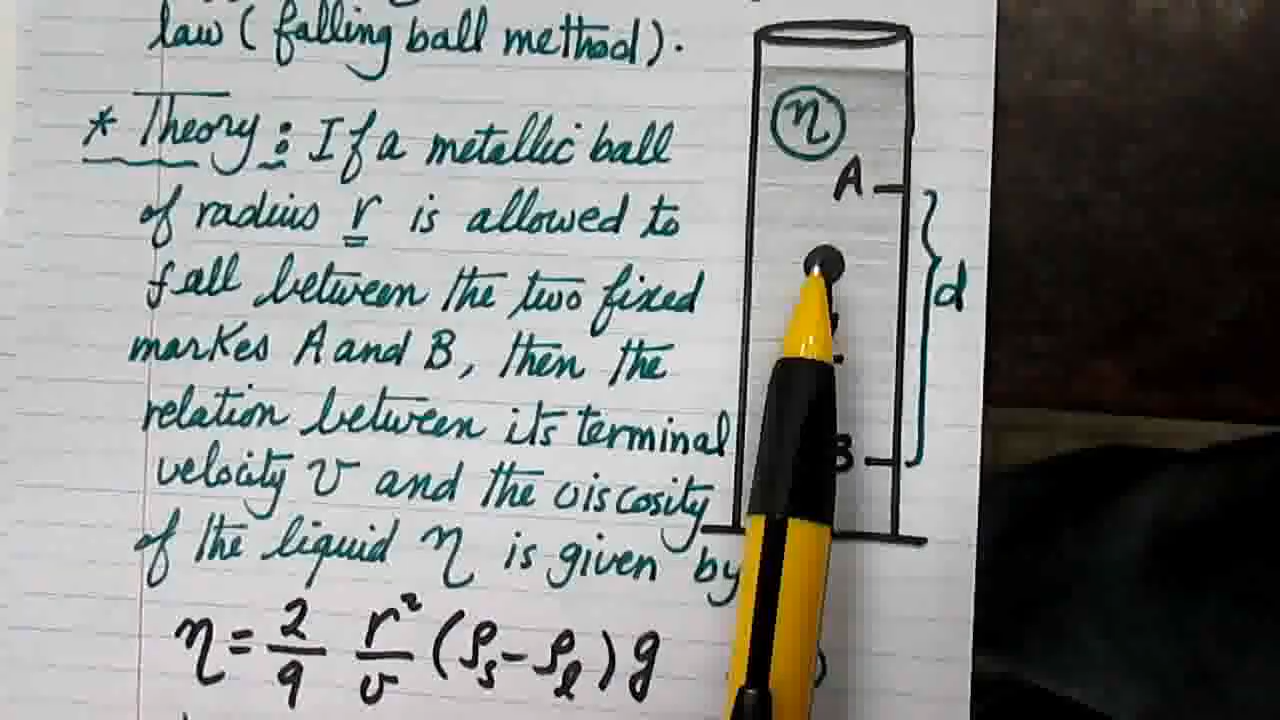 law (falling ball method).
* Theory : If a metallic ball
of radius r is allowed to
fall between the two fixed
markes A and B, then the
relation between its terminal
velocity v and the viscosity
of the liquid η is given by
η = 2/9 r²/v (ρs - ρl) g
η
A
d
B